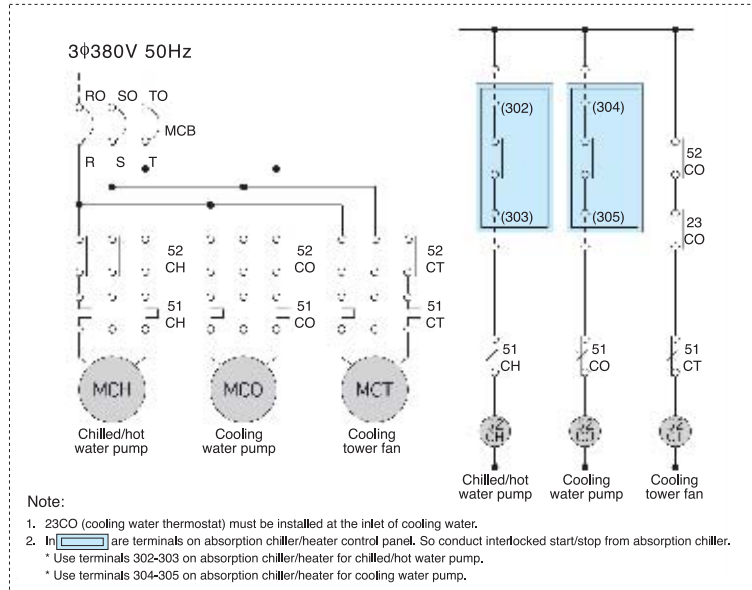 3ϕ380V 50Hz
RO SO TO
MCB
R S T
52 CH
52 CO
52 CT
51 CH
51 CO
51 CT
MCH
MCO
MCT
Chilled/hot water pump
Cooling water pump
Cooling tower fan
(302)
(304)
52 CO
(303)
(305)
23 CO
51 CH
51 CO
51 CT
CH
CT
Chilled/hot water pump
Cooling water pump
Cooling tower fan
Note:
1. 23CO (cooling water thermostat) must be installed at the inlet of cooling water.
2. In are terminals on absorption chiller/heater control panel. So conduct interlocked start/stop from absorption chiller.
* Use terminals 302-303 on absorption chiller/heater for chilled/hot water pump.
* Use terminals 304-305 on absorption chiller/heater for cooling water pump.